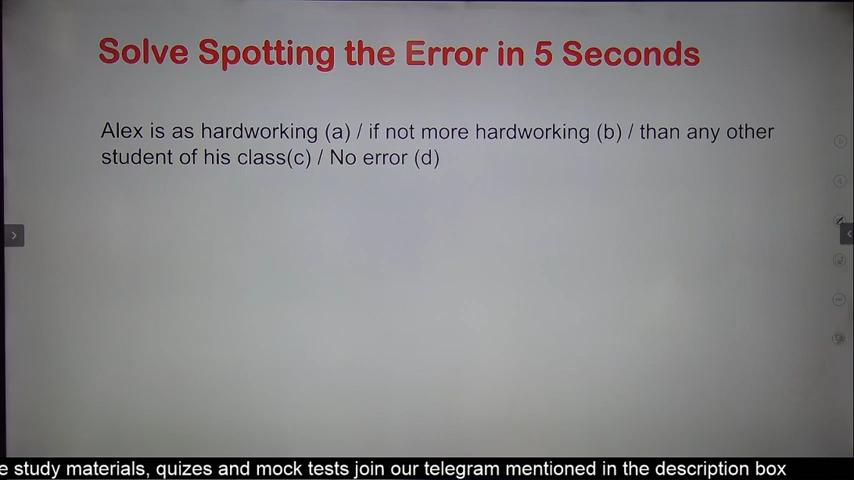 Solve Spotting the Error in 5 Seconds
Alex is as hardworking (a) / if not more hardworking (b) / than any other
student of his class(c) / No error (d)
e study materials, quizes and mock tests join our telegram mentioned in the description box